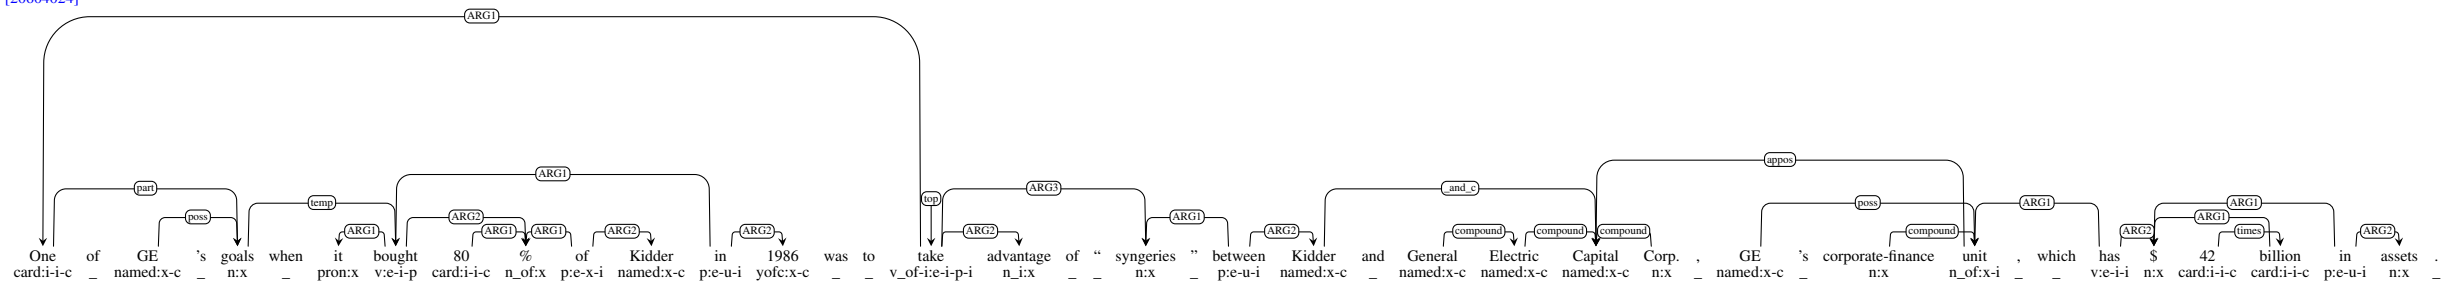 [20604024]
ARG1
appos
ARG1
part
ARG3
_and_c
top
temp
poss
ARG1
ARG1
poss
ARG2
ARG1
ARG1
ARG1
ARG1
ARG1
ARG2
ARG2
ARG2
ARG2
compound
compound
compound
compound
ARG2
times
ARG2
One of GE 's goals when it bought 80 % of Kidder in 1986 was to take advantage of “ syngeries ” between Kidder and General Electric Capital Corp. , GE 's corporate-finance unit , which has $ 42 billion in assets .
card:i-i-c _ named:x-c _ n:x _ pron:x v:e-i-p card:i-i-c n_of:x p:e-x-i named:x-c p:e-u-i yofc:x-c _ _ v_of-i:e-i-p-i n_i:x _ _ n:x _ p:e-u-i named:x-c _ named:x-c named:x-c named:x-c n:x _ named:x-c _ n:x n_of:x-i _ _ v:e-i-i n:x card:i-i-c card:i-i-c p:e-u-i n:x _